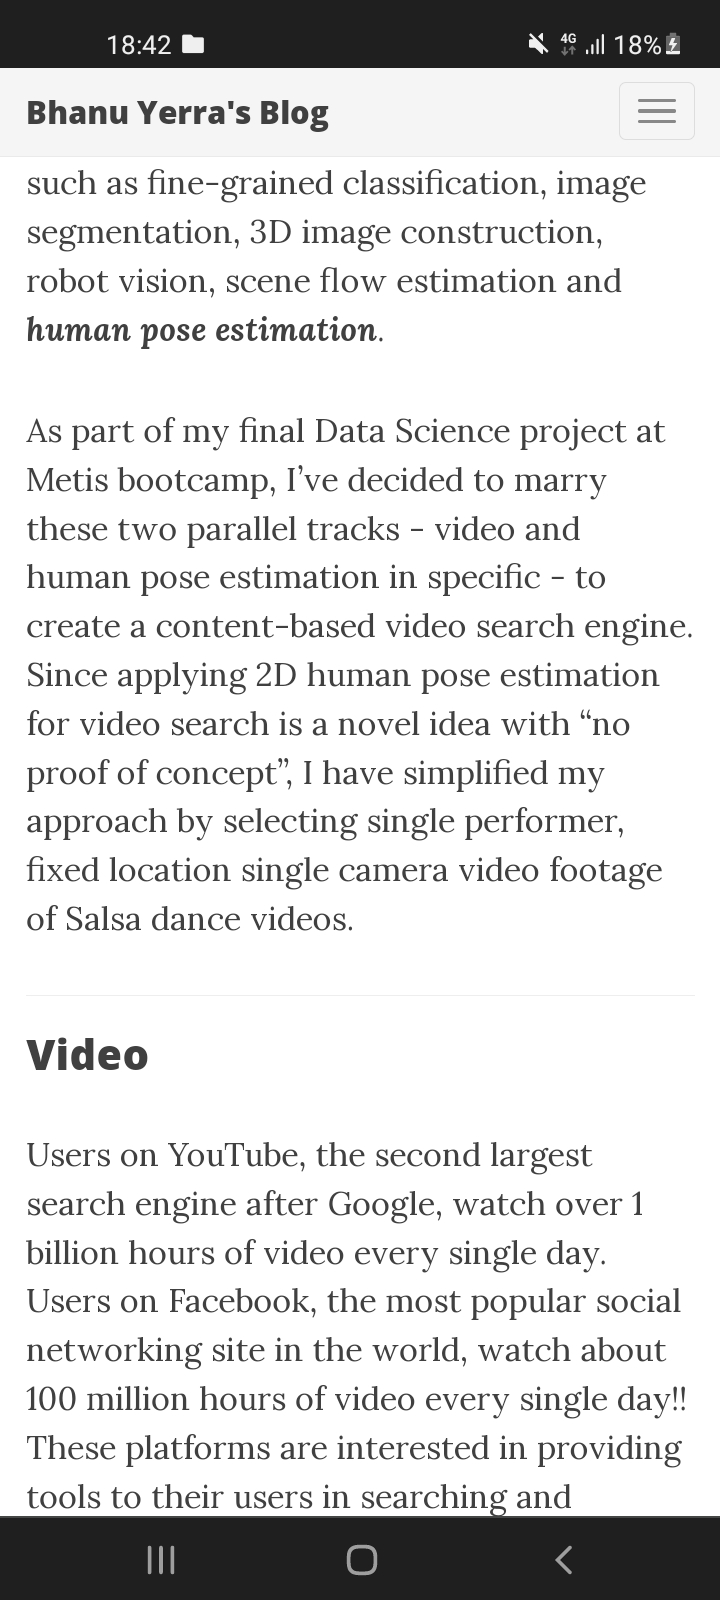 18:42
4G
18%
Bhanu Yerra's Blog
such as fine-grained classification, image
segmentation, 3D image construction,
robot vision, scene flow estimation and
human pose estimation.
As part of my final Data Science project at
Metis bootcamp, I’ve decided to marry
these two parallel tracks - video and
human pose estimation in specific - to
create a content-based video search engine.
Since applying 2D human pose estimation
for video search is a novel idea with “no
proof of concept”, I have simplified my
approach by selecting single performer,
fixed location single camera video footage
of Salsa dance videos.
Video
Users on YouTube, the second largest
search engine after Google, watch over 1
billion hours of video every single day.
Users on Facebook, the most popular social
networking site in the world, watch about
100 million hours of video every single day!!
These platforms are interested in providing
tools to their users in searching and